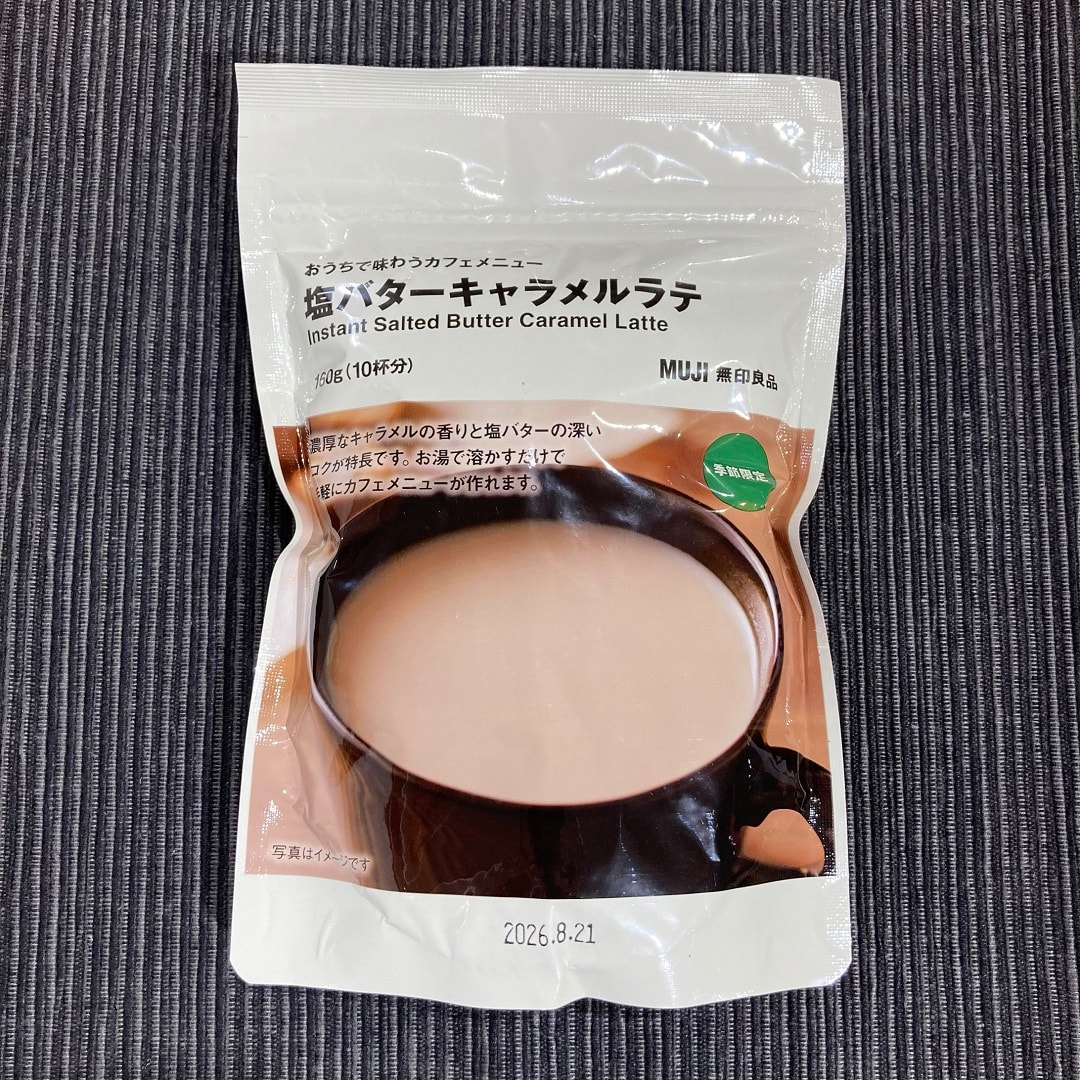 おうちで味わうカフェメニュー
塩バターキャラメルラテ
Instant Salted Butter Caramel Latte
160g（10杯分）
MUJI 無印良品
濃厚なキャラメルの香りと塩バターの深い
コクが特長です。お湯で溶かすだけで
手軽にカフェメニューが作れます。
季節限定
写真はイメージです
2026.8.21